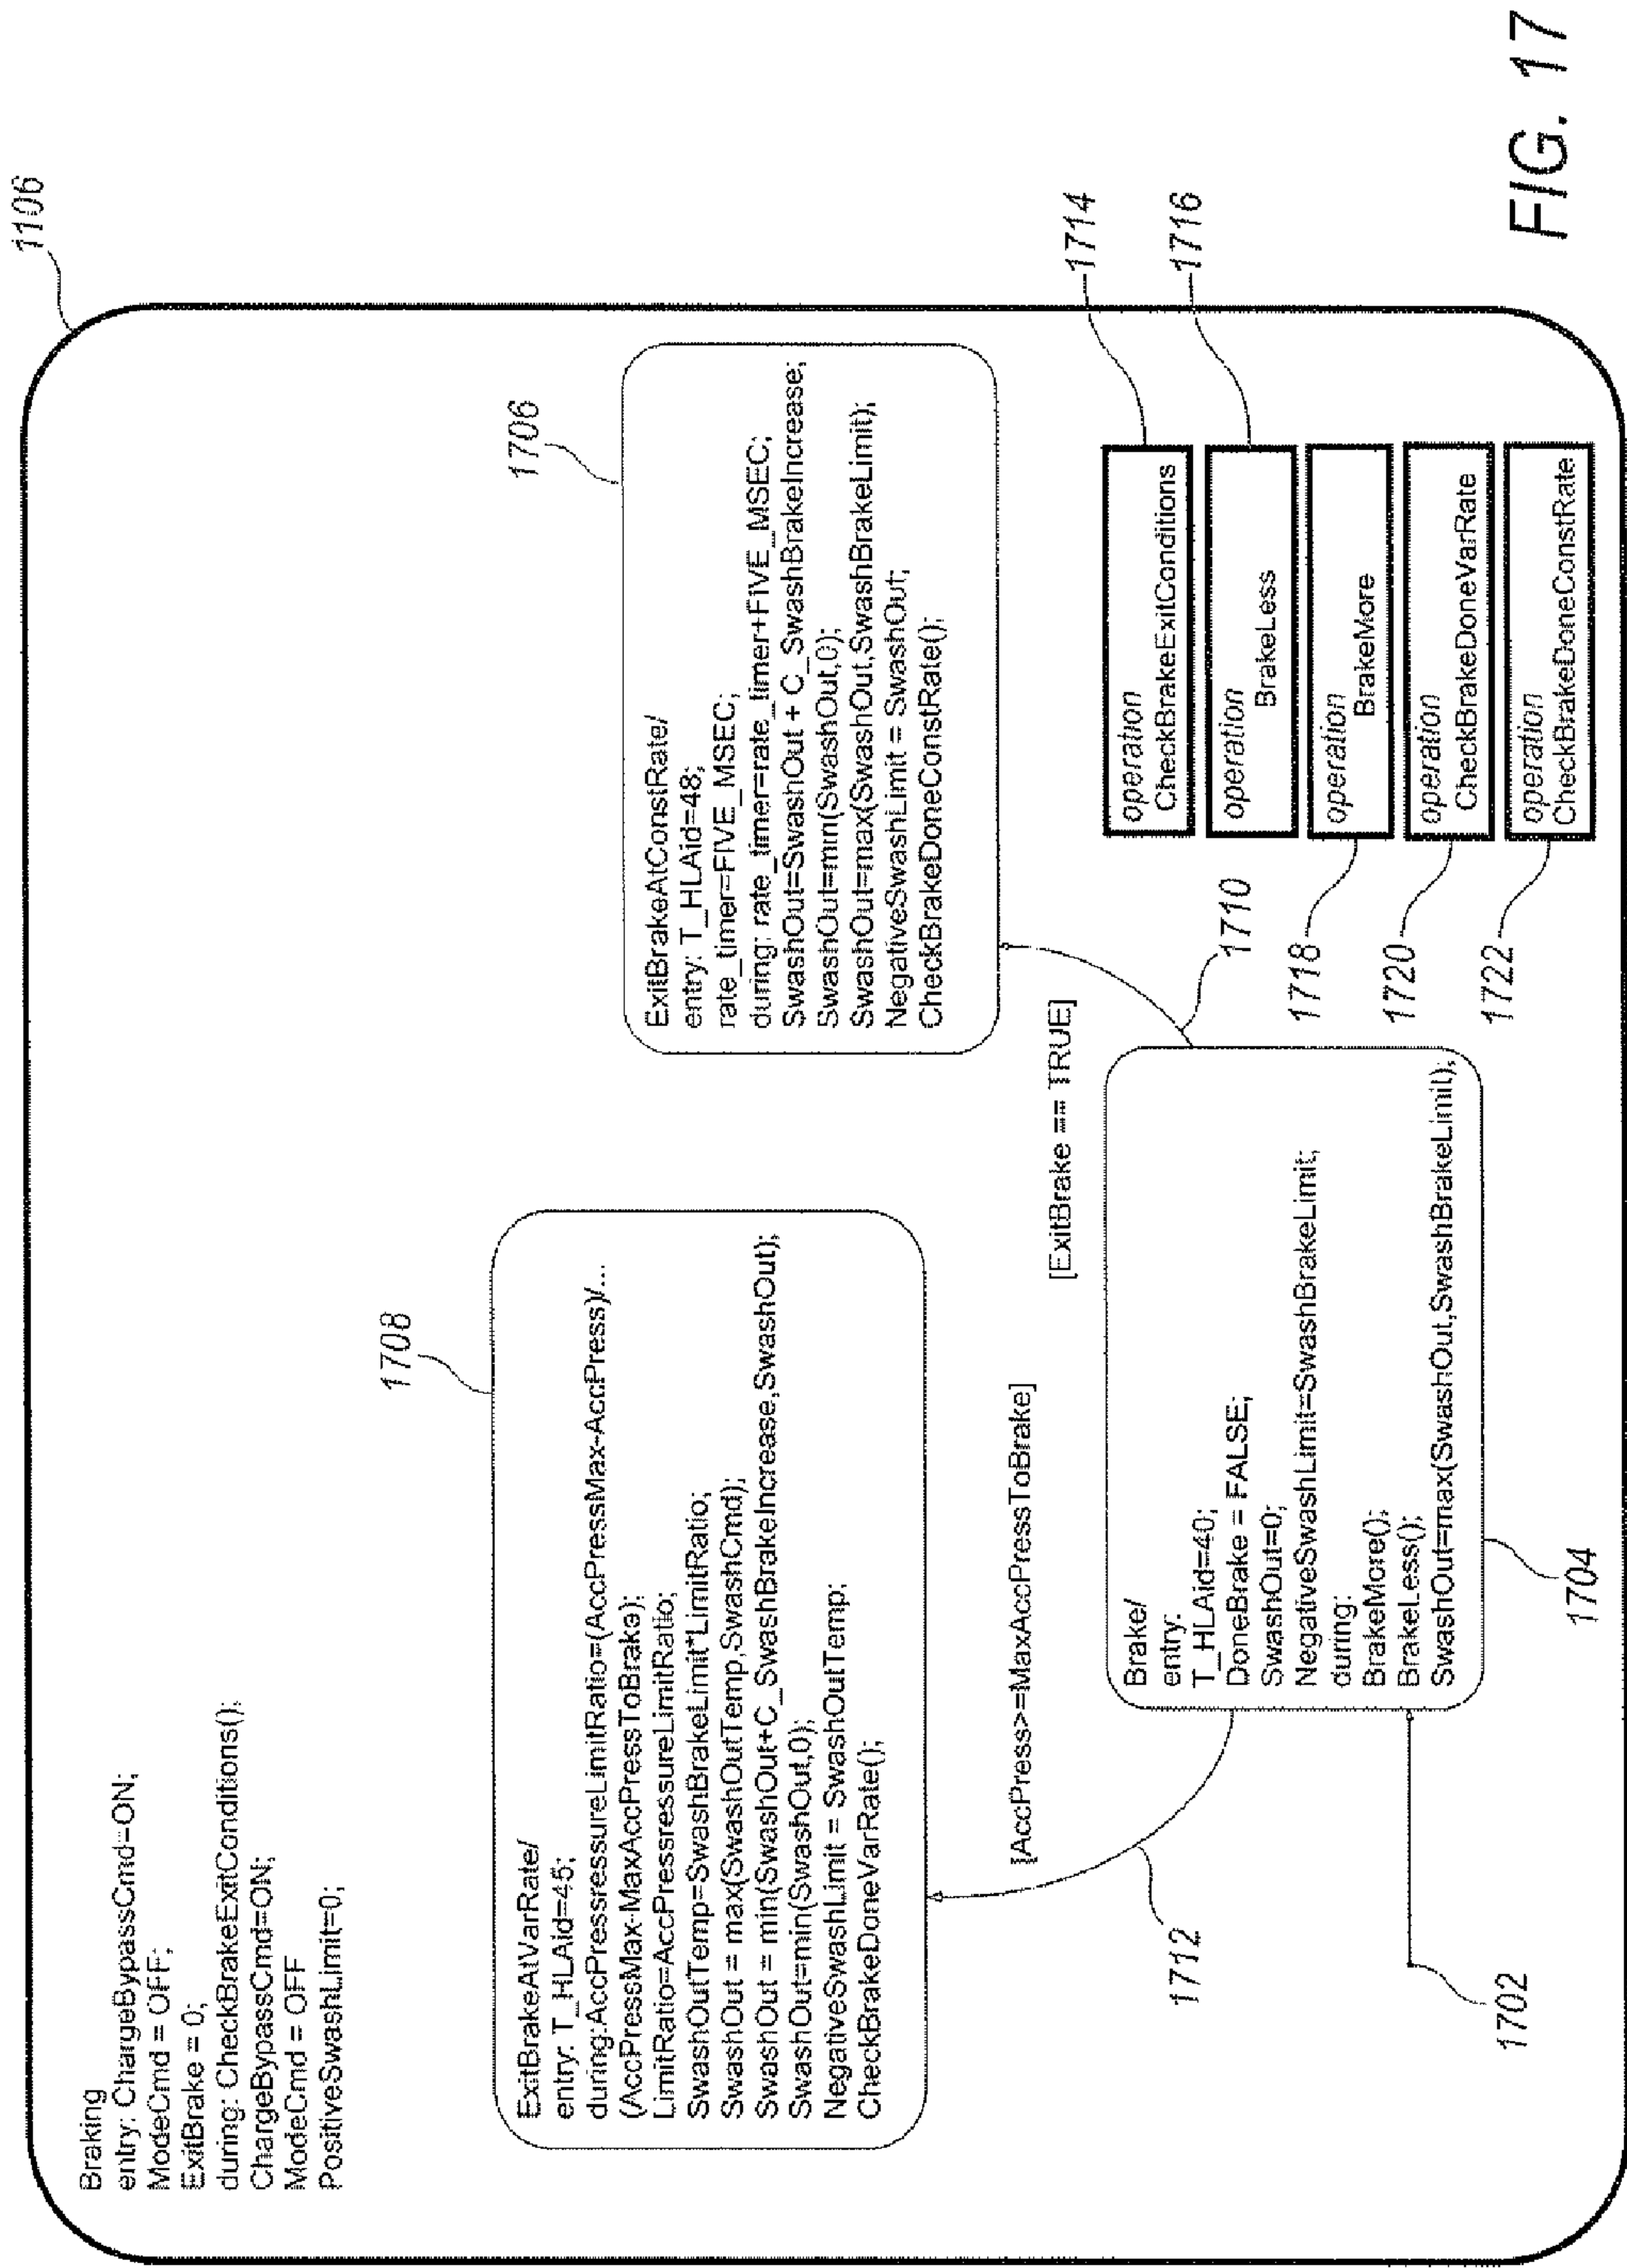 1106
Braking
entry: ChargeBypassCmd=ON;
ModeCmd = OFF;
ExitBrake = 0;
during: CheckBrakeExitConditions();
ChargeBypassCmd=ON;
ModeCmd = OFF
PositiveSwashLimit=0;
1708
ExitBrakeAtVarRate/
entry: T_HLAid=45;
during:AccPressressureLimitRatio=(AccPressMax-AccPress)/...
(AccPressMax-MaxAccPressToBrake);
LimitRatio=AccPressureLimitRatio;
SwashOutTemp=SwashBrakeLimit*LimitRatio;
SwashOut = max(SwashOutTemp,SwashCmd);
SwashOut = min(SwashOut+C_SwashBrakeIncrease,SwashOut);
SwashOut=min(SwashOut,0);
NegativeSwashLimit = SwashOutTemp;
CheckBrakeDoneVarRate();
1706
ExitBrakeAtConstRate/
entry: T_HLAid=48;
rate_timer=FIVE_MSEC;
during: rate_timer=rate_timer+FIVE_MSEC;
SwashOut=SwashOut + C_SwashBrakeIncrease;
SwashOut=min(SwashOut,0);
SwashOut=max(SwashOut,SwashBrakeLimit);
NegativeSwashLimit = SwashOut;
CheckBrakeDoneConstRate();
[AccPress>=MaxAccPressToBrake]
[ExitBrake == TRUE]
1712
1710
Brake/
entry:
T_HLAid=40;
DoneBrake = FALSE;
SwashOut=0;
NegativeSwashLimit=SwashBrakeLimit;
during:
BrakeMore();
BrakeLess();
SwashOut=max(SwashOut,SwashBrakeLimit);
1702
1704
operation
CheckBrakeExitConditions
1714
operation
BrakeLess
1716
operation
BrakeMore
1718
operation
CheckBrakeDoneVarRate
1720
operation
CheckBrakeDoneConstRate
1722
FIG. 17